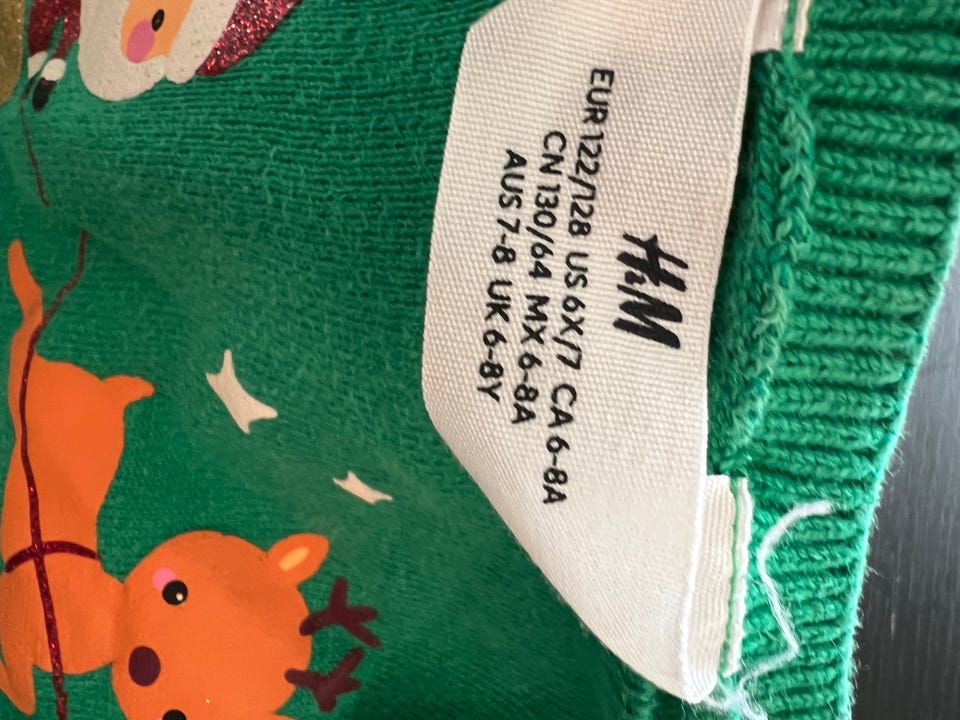 H&M
EUR 122/128 US 6X/7 CA 6-8A
CN 130/64 MX 6-8A
AUS 7-8 UK 6-8Y